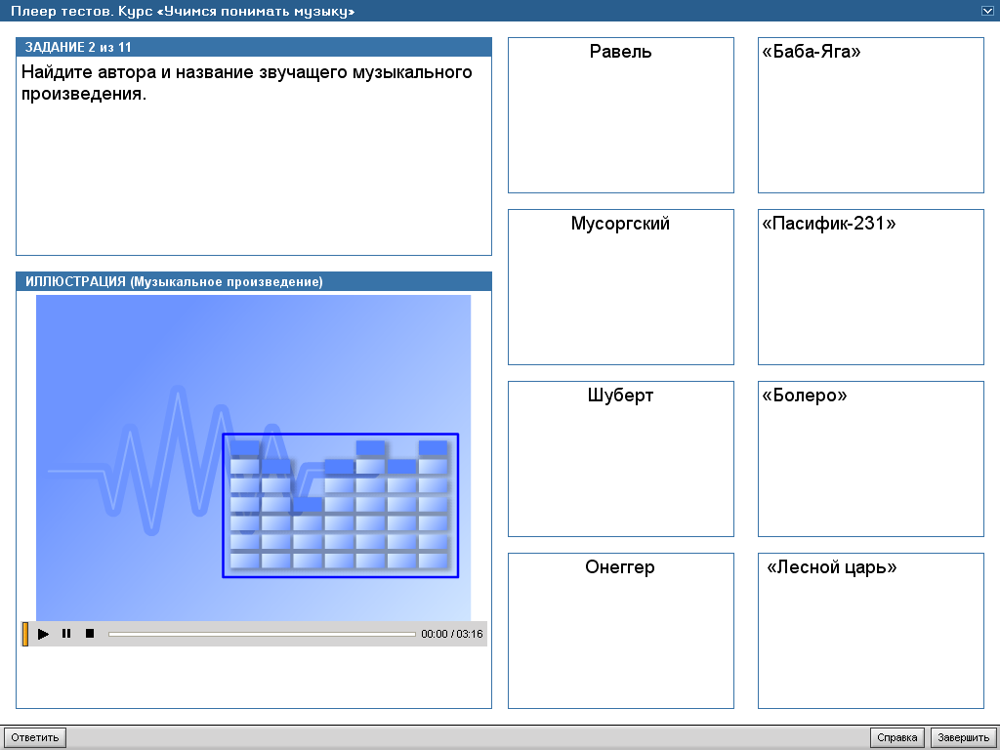 Плеер тестов. Курс «Учимся понимать музыку»
ЗАДАНИЕ 2 из 11
Найдите автора и название звучащего музыкального
произведения.
ИЛЛЮСТРАЦИЯ (Музыкальное произведение)
00:00 / 03:16
Равель
«Баба-Яга»
Мусоргский
«Пасифик-231»
Шуберт
«Болеро»
Онеггер
«Лесной царь»
Ответить
Справка
Завершить